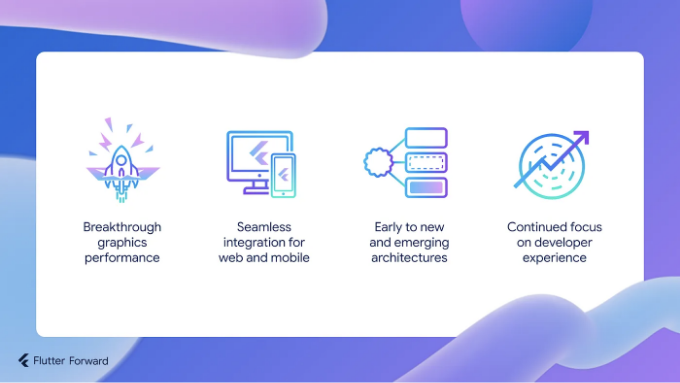 Breakthrough
graphics
performance
Seamless
integration for
web and mobile
Early to new
and emerging
architectures
Continued focus
on developer
experience
Flutter Forward